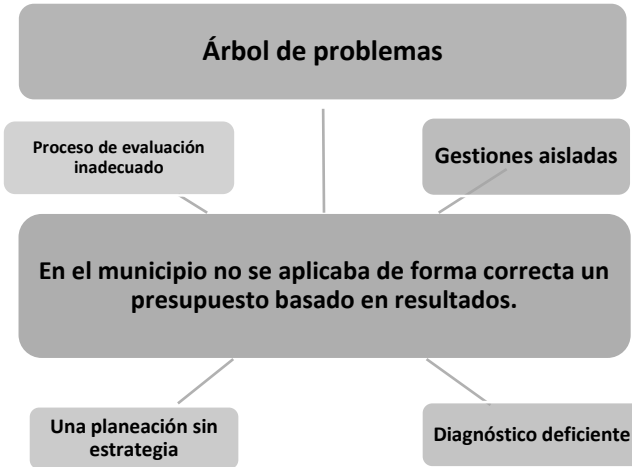 Árbol de problemas
Proceso de evaluación
inadecuado
Gestiones aisladas
En el municipio no se aplicaba de forma correcta un
presupuesto basado en resultados.
Una planeación sin
estrategia
Diagnóstico deficiente